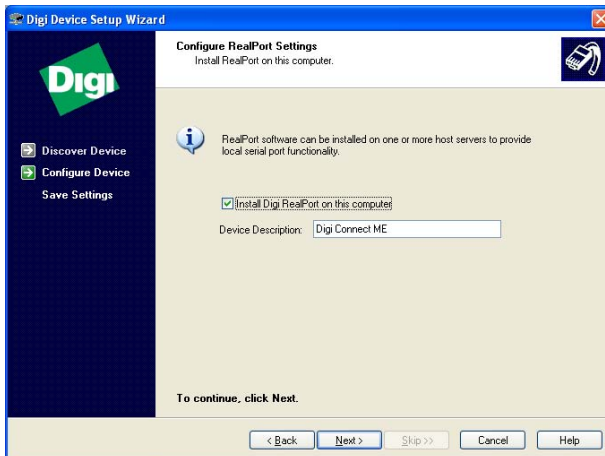 Digi Device Setup Wizard
Configure RealPort Settings
Install RealPort on this computer.
Digi
Discover Device
Configure Device
Save Settings
RealPort software can be installed on one or more host servers to provide
local serial port functionality.
Install Digi RealPort on this computer
Device Description: Digi Connect ME
To continue, click Next.
< Back Next > Skip >> Cancel Help